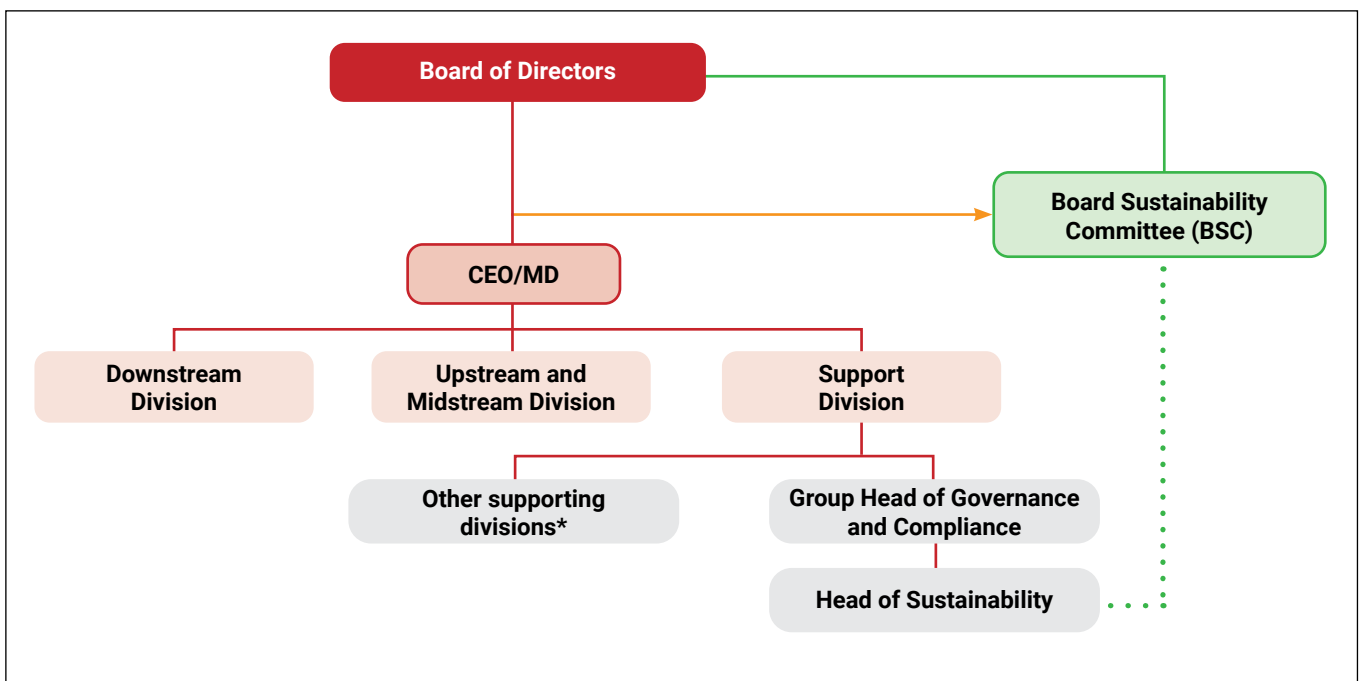 Board of Directors
Board Sustainability
Committee (BSC)
CEO/MD
Downstream
Division
Upstream and
Midstream Division
Support
Division
Other supporting
divisions*
Group Head of Governance
and Compliance
Head of Sustainability